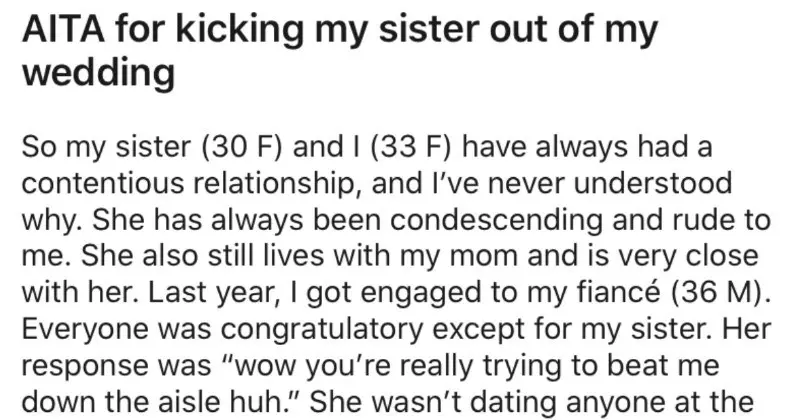 AITA for kicking my sister out of my
wedding
So my sister (30 F) and I (33 F) have always had a
contentious relationship, and I’ve never understood
why. She has always been condescending and rude to
me. She also still lives with my mom and is very close
with her. Last year, I got engaged to my fiancé (36 M).
Everyone was congratulatory except for my sister. Her
response was “wow you’re really trying to beat me
down the aisle huh.” She wasn’t dating anyone at the